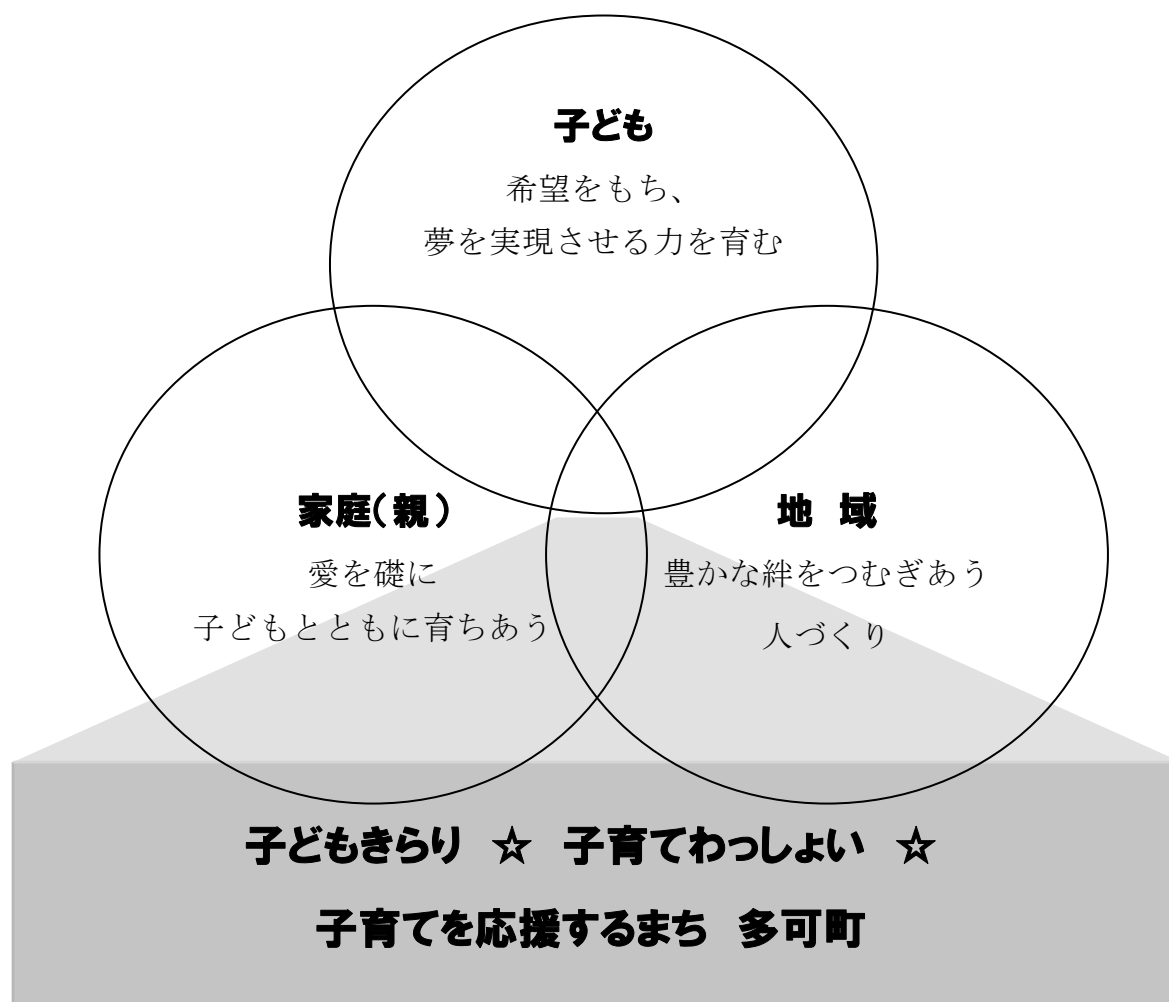 子ども
希望をもち、
夢を実現させる力を育む
家庭(親)
愛を礎に
子どもとともに育ちあう
地　域
豊かな絆をつむぎあう
人づくり
子どもきらり　☆　子育てわっしょい　☆
子育てを応援するまち　多可町